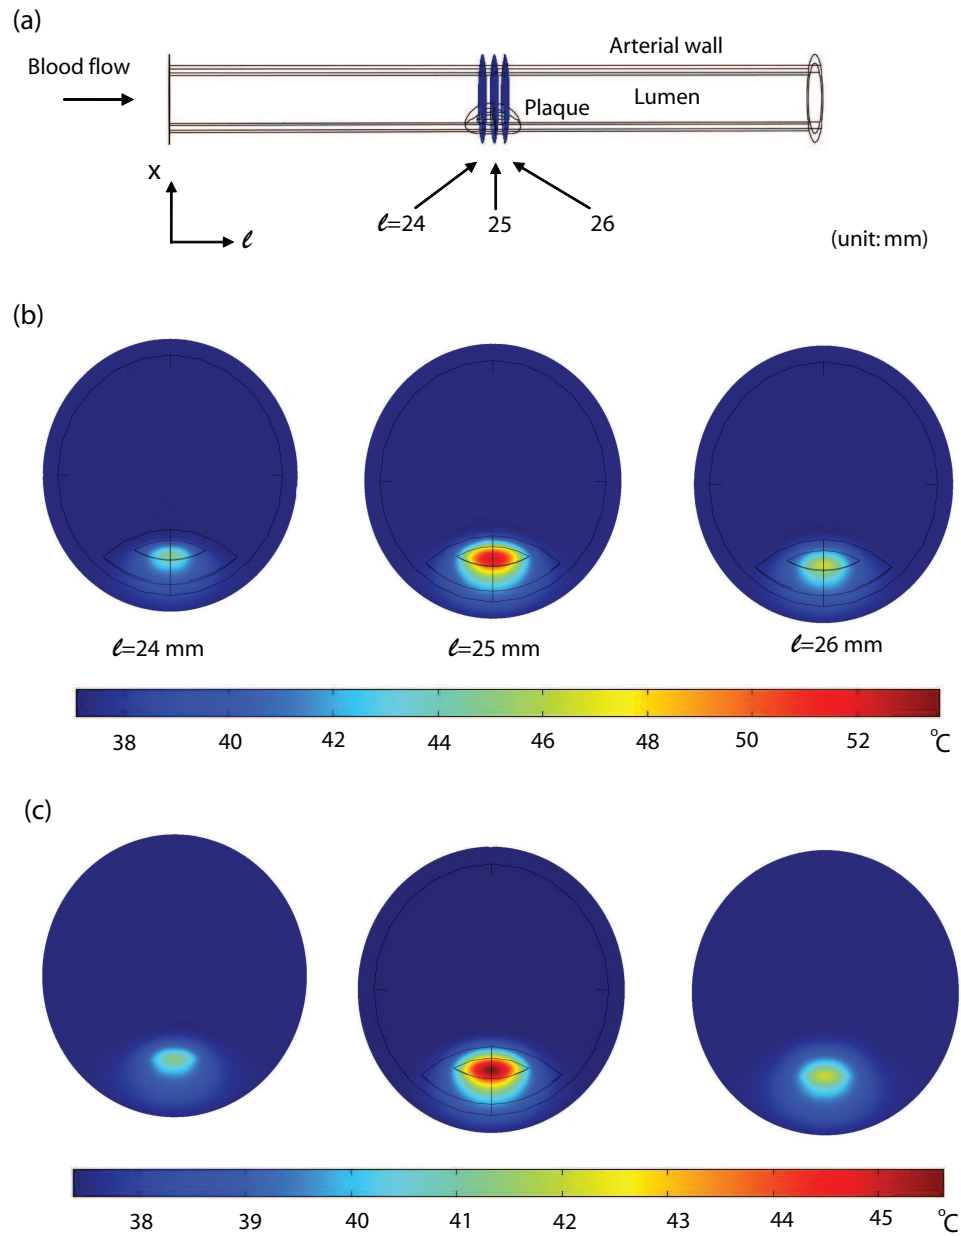 (a)
Arterial wall
Blood flow
Lumen
Plaque
x
ℓ
ℓ=24
25
26
(unit: mm)
(b)
ℓ=24 mm
ℓ=25 mm
ℓ=26 mm
38 40 42 44 46 48 50 52 °C
(c)
38 39 40 41 42 43 44 45 °C